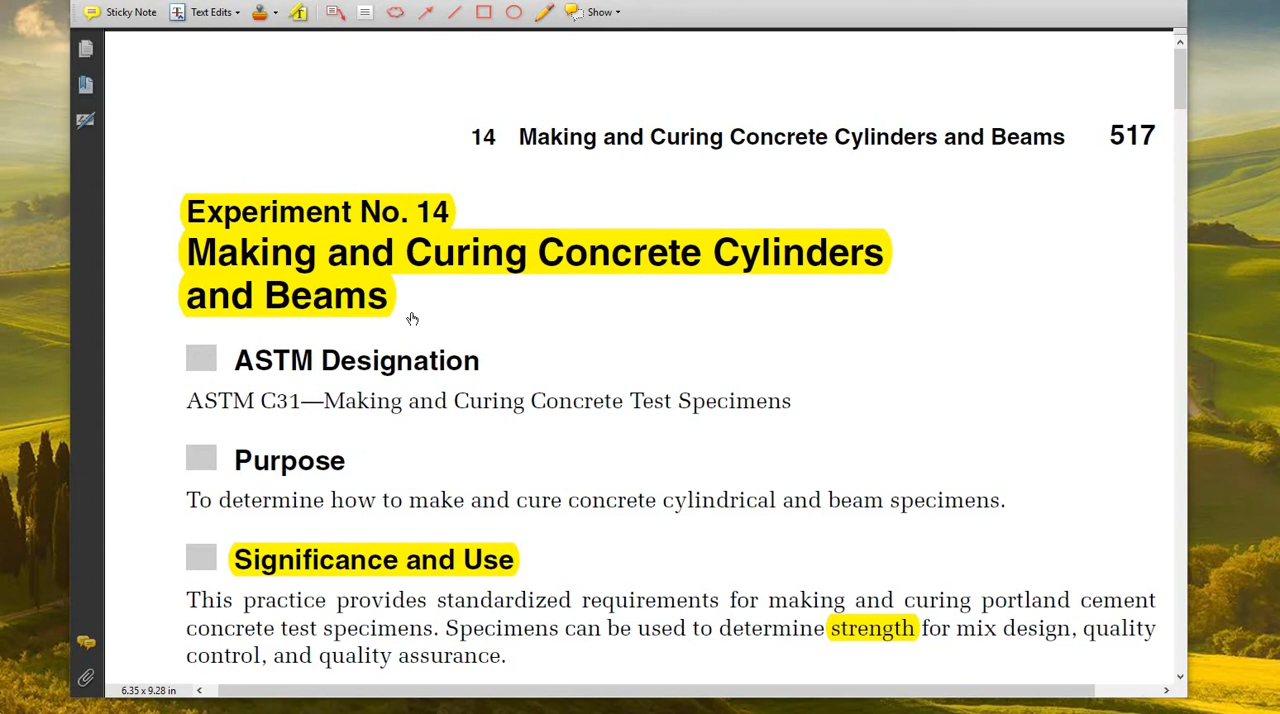 Sticky Note Text Edits Show
14 Making and Curing Concrete Cylinders and Beams 517
Experiment No. 14
Making and Curing Concrete Cylinders
and Beams
ASTM Designation
ASTM C31—Making and Curing Concrete Test Specimens
Purpose
To determine how to make and cure concrete cylindrical and beam specimens.
Significance and Use
This practice provides standardized requirements for making and curing portland cement
concrete test specimens. Specimens can be used to determine strength for mix design, quality
control, and quality assurance.
6.35 x 9.28 in